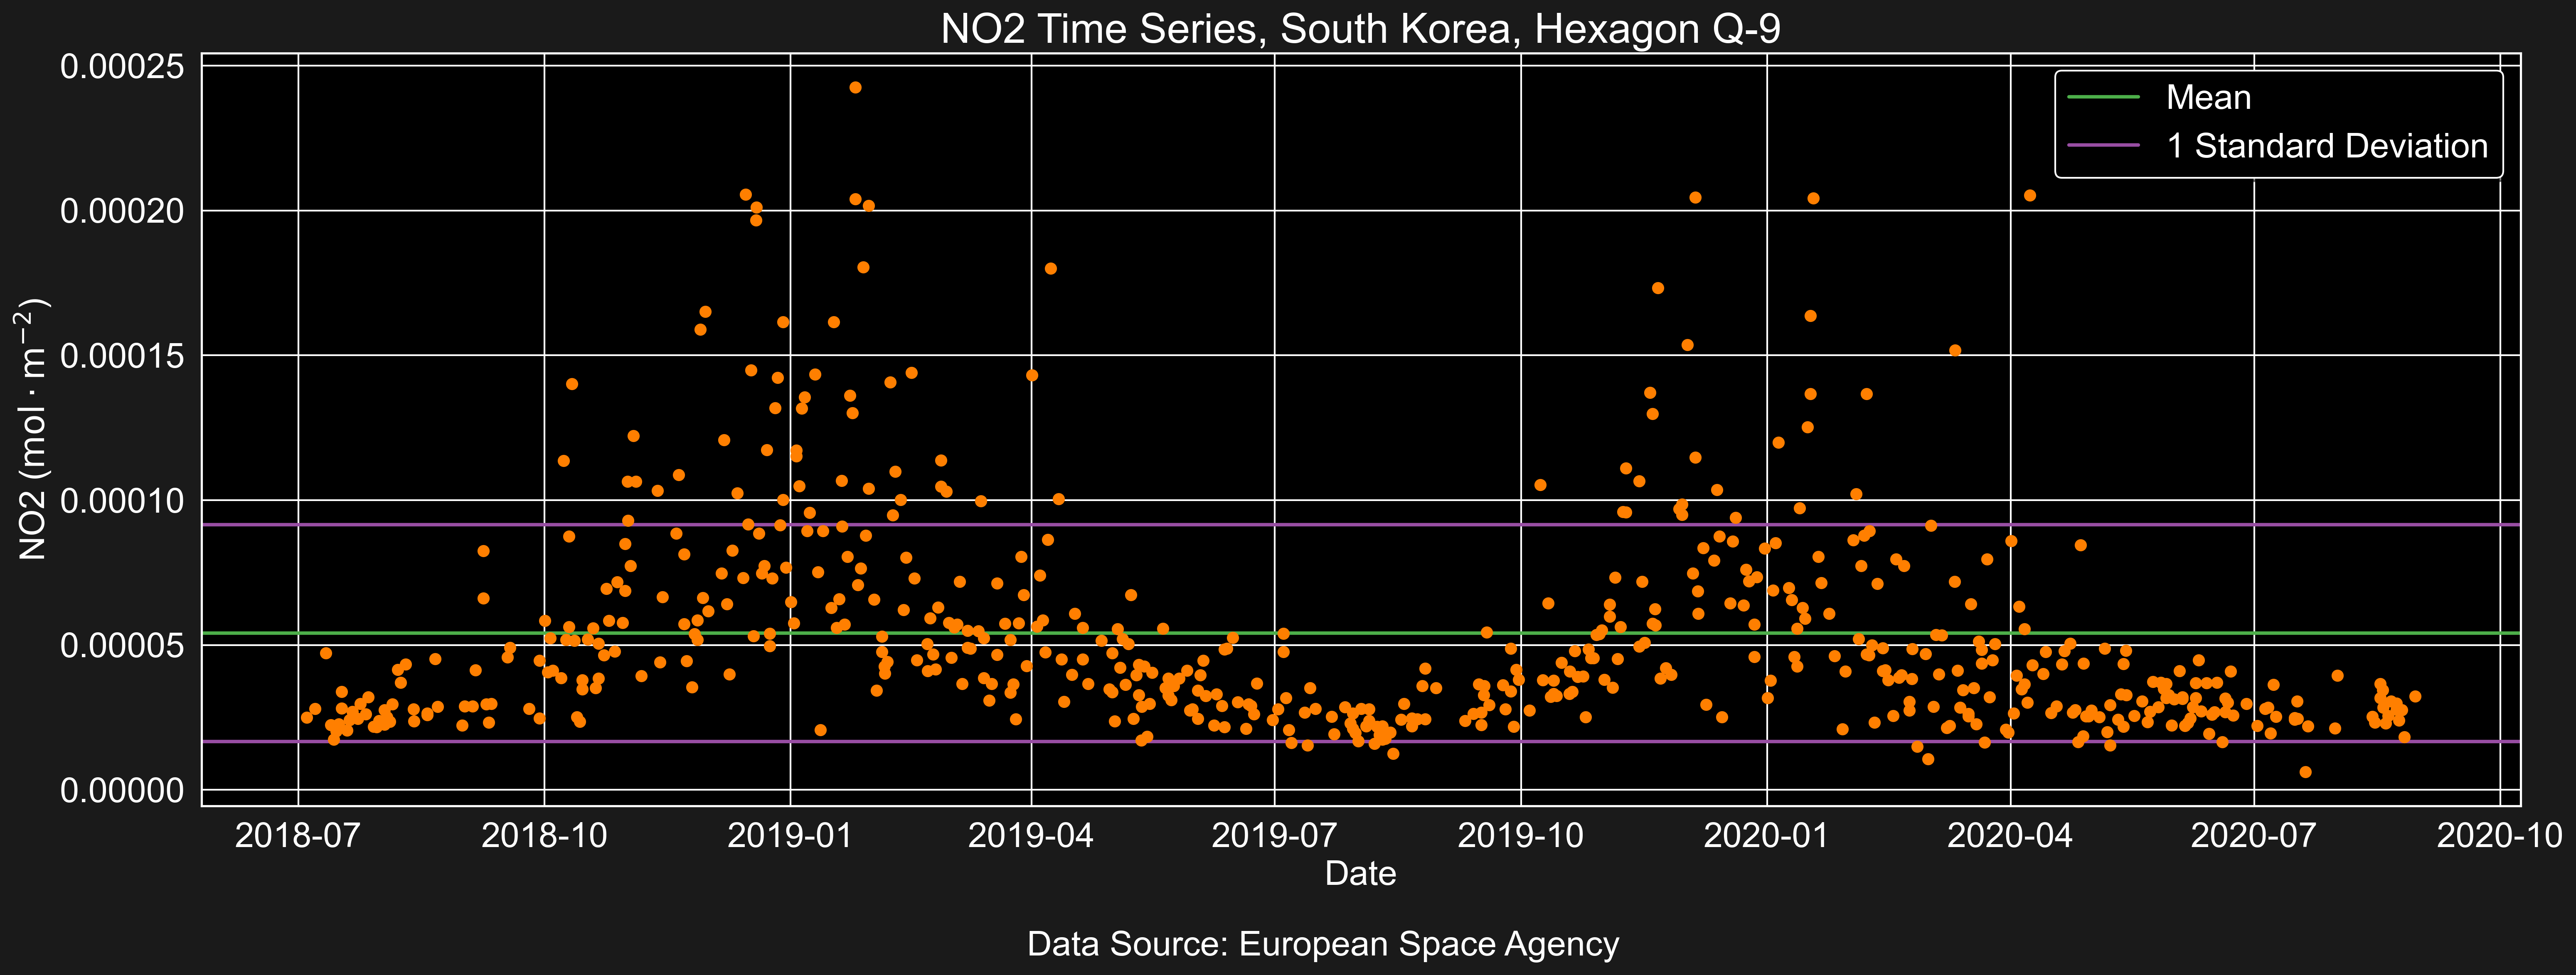 NO2 Time Series, South Korea, Hexagon Q-9
NO2 (mol · m⁻²)
0.00025
0.00020
0.00015
0.00010
0.00005
0.00000
Mean
1 Standard Deviation
2018-07 2018-10 2019-01 2019-04 2019-07 2019-10 2020-01 2020-04 2020-07 2020-10
Date
Data Source: European Space Agency